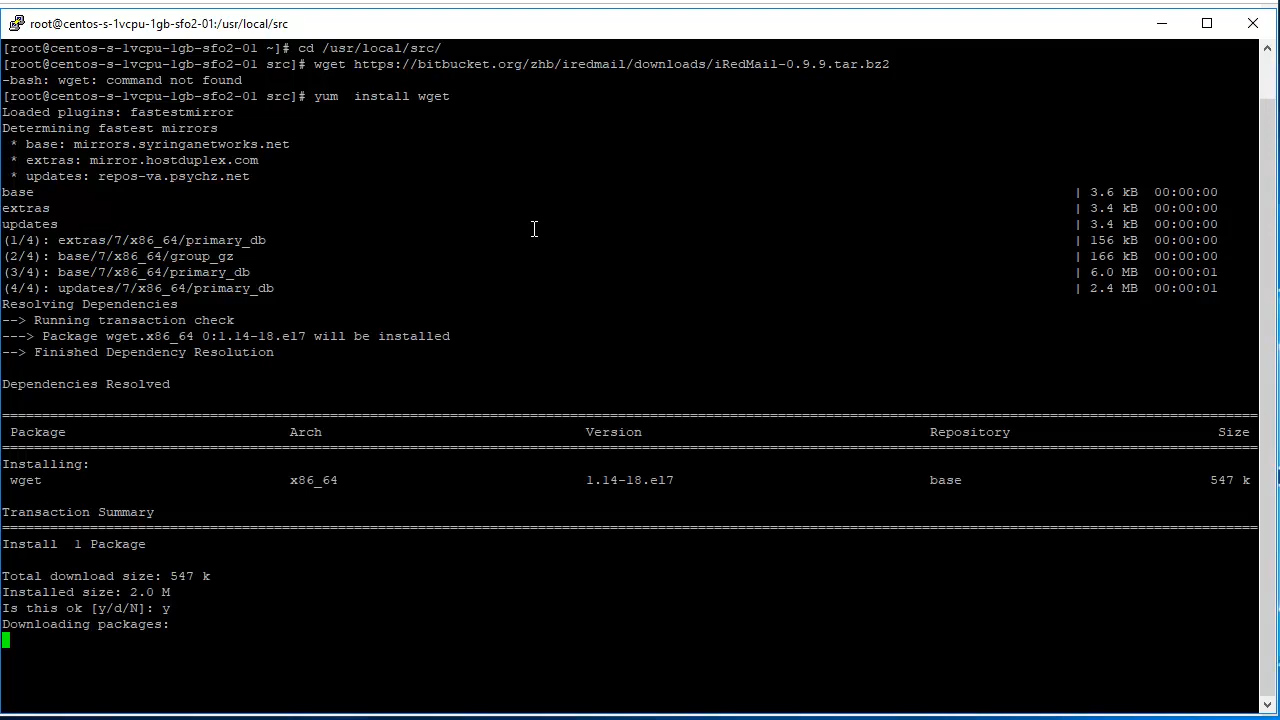 root@centos-s-1vcpu-1gb-sfo2-01:/usr/local/src
[root@centos-s-1vcpu-1gb-sfo2-01 ~]# cd /usr/local/src/
[root@centos-s-1vcpu-1gb-sfo2-01 src]# wget https://bitbucket.org/zhb/iredmail/downloads/iRedMail-0.9.9.tar.bz2
-bash: wget: command not found
[root@centos-s-1vcpu-1gb-sfo2-01 src]# yum  install wget
Loaded plugins: fastestmirror
Determining fastest mirrors
 * base: mirrors.syringanetworks.net
 * extras: mirror.hostduplex.com
 * updates: repos-va.psychz.net
base | 3.6 kB  00:00:00
extras | 3.4 kB  00:00:00
updates | 3.4 kB  00:00:00
(1/4): extras/7/x86_64/primary_db | 156 kB  00:00:00
(2/4): base/7/x86_64/group_gz | 166 kB  00:00:00
(3/4): base/7/x86_64/primary_db | 6.0 MB  00:00:01
(4/4): updates/7/x86_64/primary_db | 2.4 MB  00:00:01
Resolving Dependencies
--> Running transaction check
---> Package wget.x86_64 0:1.14-18.el7 will be installed
--> Finished Dependency Resolution
Dependencies Resolved
Package Arch Version Repository Size
Installing:
 wget x86_64 1.14-18.el7 base 547 k
Transaction Summary
Install  1 Package
Total download size: 547 k
Installed size: 2.0 M
Is this ok [y/d/N]: y
Downloading packages: